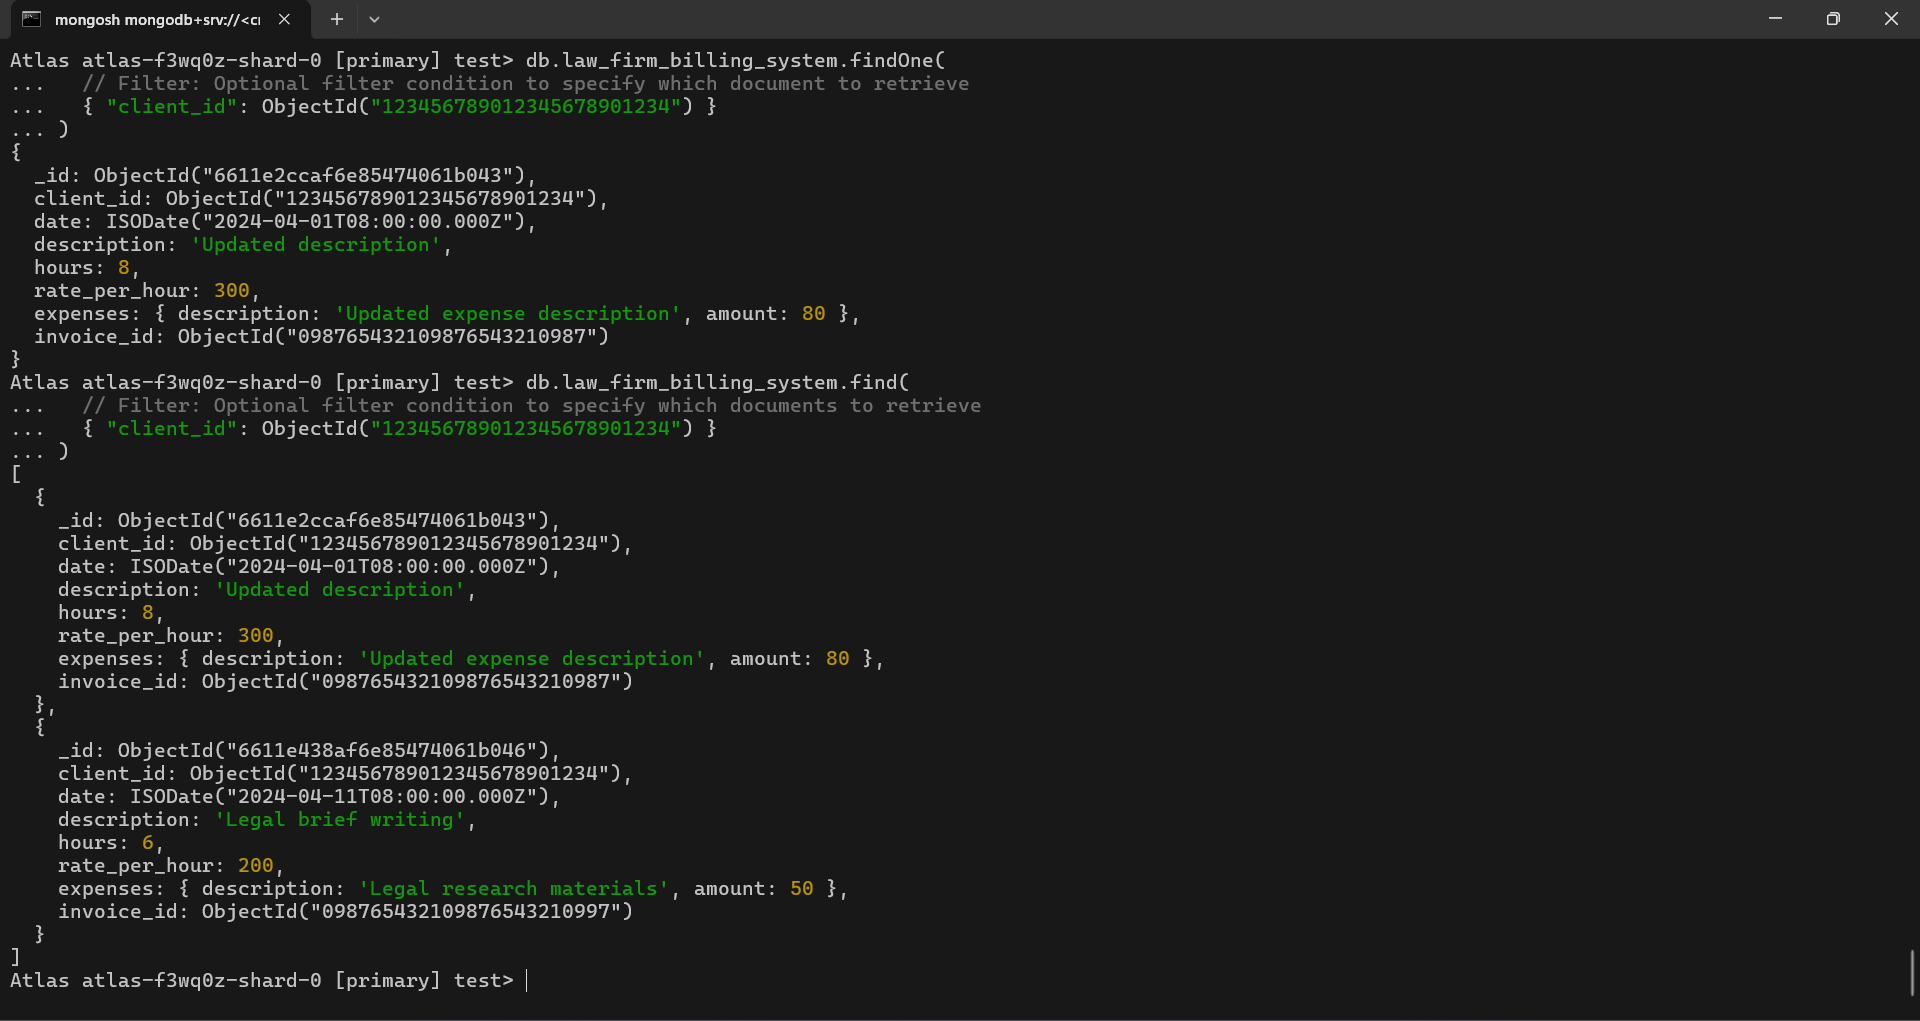 mongosh mongodb+srv://<cr
Atlas atlas-f3wq0z-shard-0 [primary] test> db.law_firm_billing_system.findOne(
...    // Filter: Optional filter condition to specify which document to retrieve
...    { "client_id": ObjectId("123456789012345678901234") }
... )
{
  _id: ObjectId("6611e2ccaf6e85474061b043"),
  client_id: ObjectId("123456789012345678901234"),
  date: ISODate("2024-04-01T08:00:00.000Z"),
  description: 'Updated description',
  hours: 8,
  rate_per_hour: 300,
  expenses: { description: 'Updated expense description', amount: 80 },
  invoice_id: ObjectId("098765432109876543210987")
}
Atlas atlas-f3wq0z-shard-0 [primary] test> db.law_firm_billing_system.find(
...    // Filter: Optional filter condition to specify which documents to retrieve
...    { "client_id": ObjectId("123456789012345678901234") }
... )
[
  {
    _id: ObjectId("6611e2ccaf6e85474061b043"),
    client_id: ObjectId("123456789012345678901234"),
    date: ISODate("2024-04-01T08:00:00.000Z"),
    description: 'Updated description',
    hours: 8,
    rate_per_hour: 300,
    expenses: { description: 'Updated expense description', amount: 80 },
    invoice_id: ObjectId("098765432109876543210987")
  },
  {
    _id: ObjectId("6611e438af6e85474061b046"),
    client_id: ObjectId("123456789012345678901234"),
    date: ISODate("2024-04-11T08:00:00.000Z"),
    description: 'Legal brief writing',
    hours: 6,
    rate_per_hour: 200,
    expenses: { description: 'Legal research materials', amount: 50 },
    invoice_id: ObjectId("098765432109876543210997")
  }
]
Atlas atlas-f3wq0z-shard-0 [primary] test>